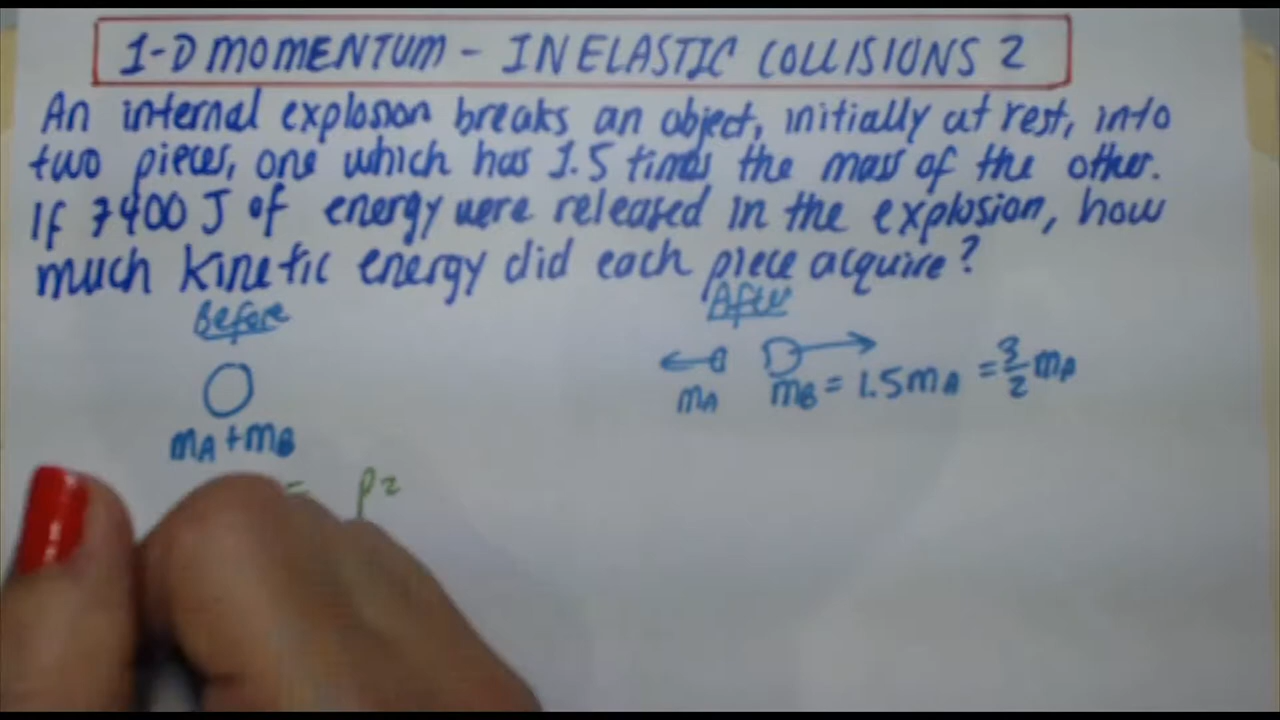 1-D MOMENTUM - INELASTIC COLLISIONS 2
An internal explosion breaks an object, initially at rest, into
two pieces, one which has 1.5 times the mass of the other.
If 7400 J of energy were released in the explosion, how
much kinetic energy did each piece acquire?
Before After
mA mB = 1.5mA = 3/2 mA
mA + mB
= P2